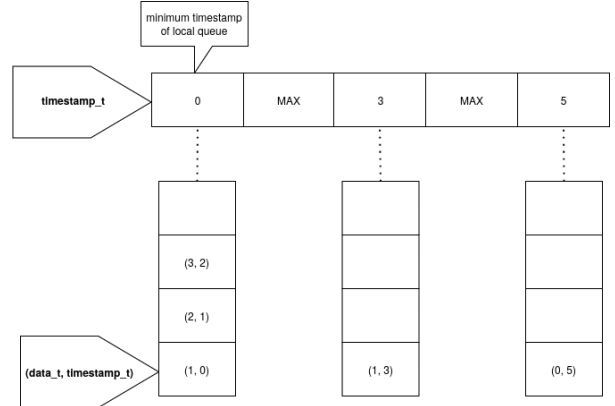 minimum timestamp
of local queue
timestamp_t
0
MAX
3
MAX
5
(3, 2)
(2, 1)
(data_t, timestamp_t)
(1, 0)
(1, 3)
(0, 5)